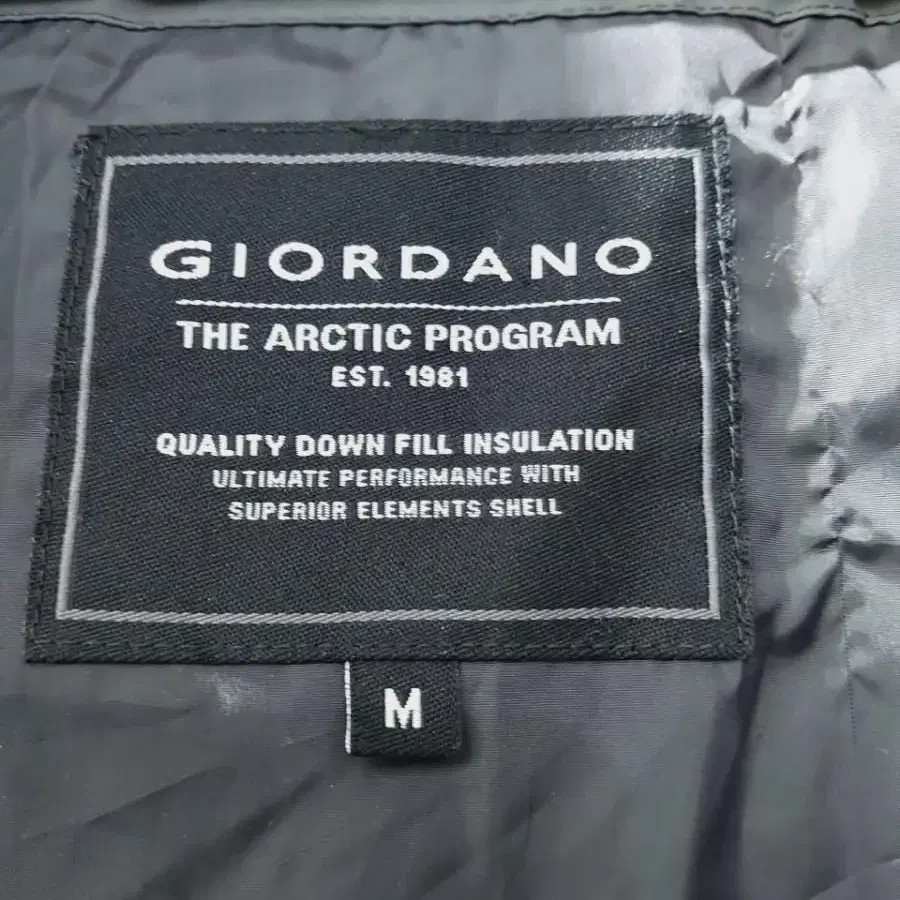 GIORDANO
THE ARCTIC PROGRAM
EST. 1981
QUALITY DOWN FILL INSULATION
ULTIMATE PERFORMANCE WITH
SUPERIOR ELEMENTS SHELL
M